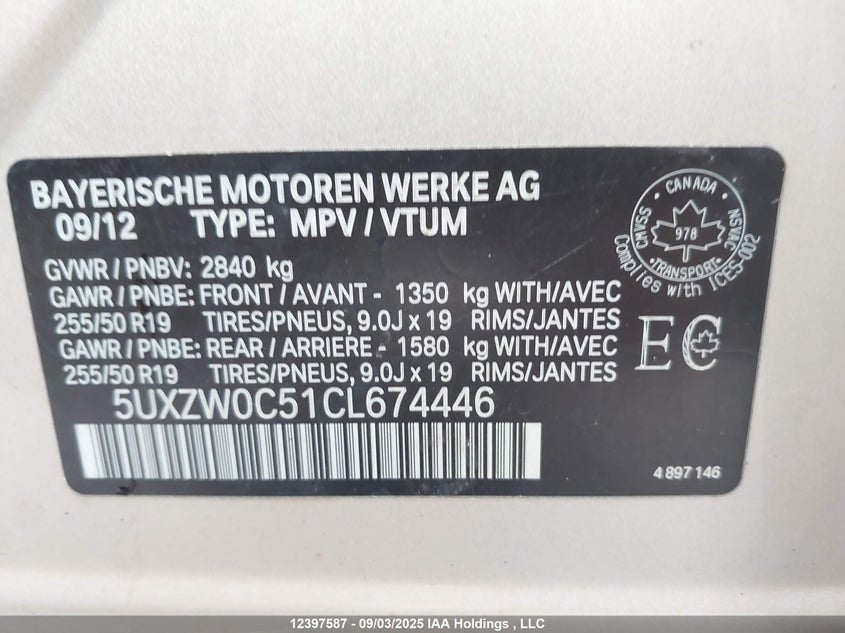 BAYERISCHE MOTOREN WERKE AG
09/12 TYPE: MPV / VTUM
GVWR / PNBV: 2840 kg
GAWR / PNBE: FRONT / AVANT - 1350 kg WITH/AVEC
255/50 R19 TIRES/PNEUS, 9.0J x 19 RIMS/JANTES
GAWR / PNBE: REAR / ARRIERE - 1580 kg WITH/AVEC
255/50 R19 TIRES/PNEUS, 9.0J x 19 RIMS/JANTES
5UXZW0C51CL674446
CANADA
CMVSS
NSVAC
978
TRANSPORT
Complies with ICES-002
EC
4 897 146
12397587 - 09/03/2025 IAA Holdings , LLC